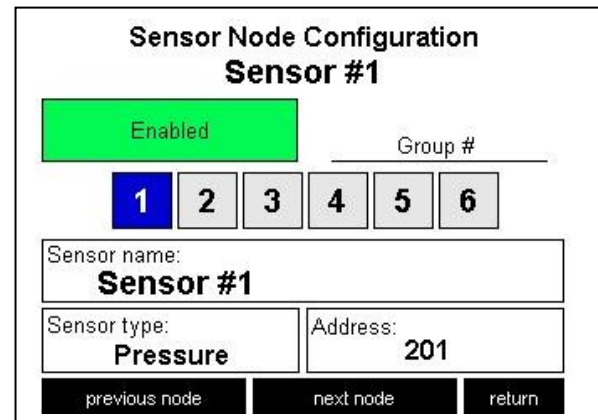 Sensor Node Configuration
Sensor #1
Enabled
Group #
1 2 3 4 5 6
Sensor name:
Sensor #1
Sensor type:
Pressure
Address:
201
previous node next node return